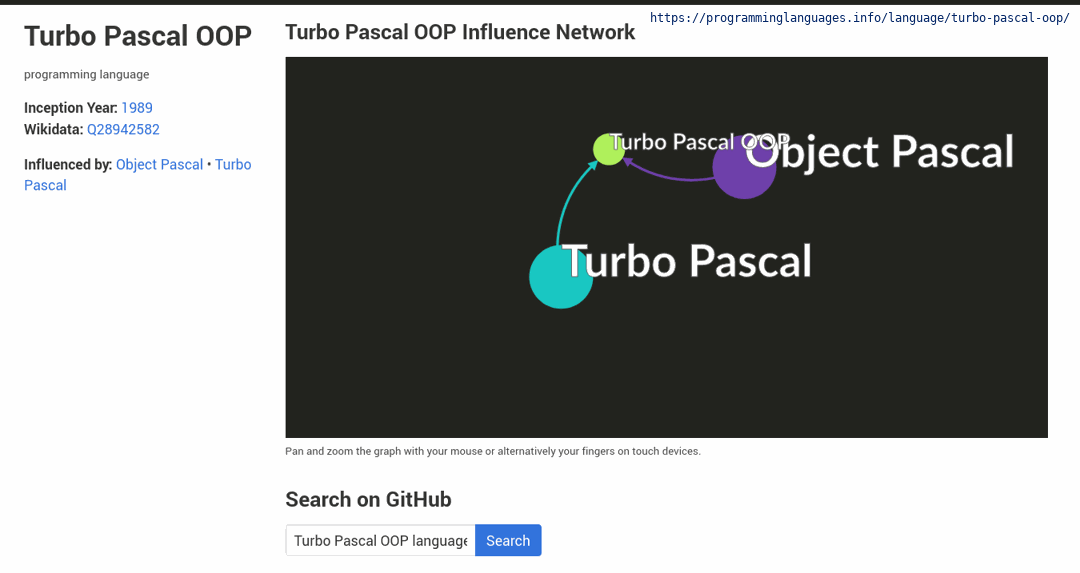 https://programminglanguages.info/language/turbo-pascal-oop/
Turbo Pascal OOP
programming language
Inception Year: 1989
Wikidata: Q28942582
Influenced by: Object Pascal • Turbo
Pascal
Turbo Pascal OOP Influence Network
Turbo Pascal OOP
Object Pascal
Turbo Pascal
Pan and zoom the graph with your mouse or alternatively your fingers on touch devices.
Search on GitHub
Turbo Pascal OOP language
Search